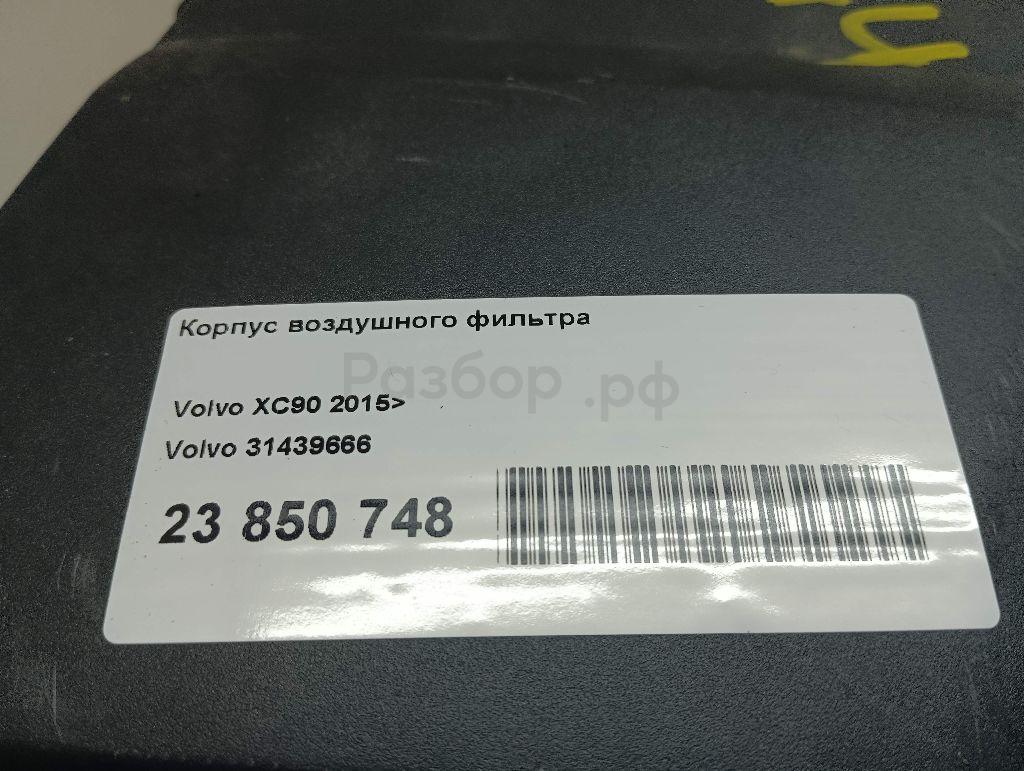 Корпус воздушного фильтра
Разбор.рф
Volvo XC90 2015>
Volvo 31439666
23 850 748